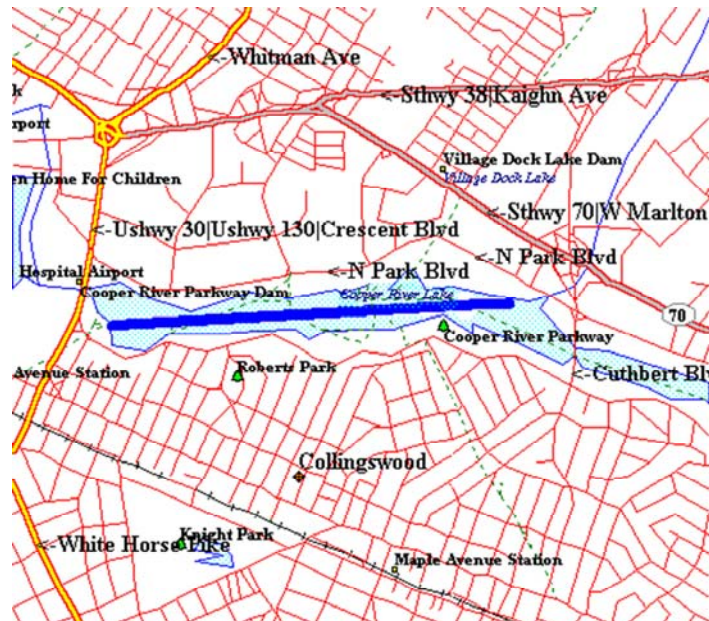 <-Whitman Ave
k
<-Sthwy 38|Kaighn Ave
rport
Village Dock Lake Dam
Village Dock Lake
en Home For Children
<-Sthwy 70|W Marlton
<-Ushwy 30|Ushwy 130|Crescent Blvd
<-N Park Blvd
<-N Park Blvd
Hospital Airport
Cooper River Parkway Dam
Cooper River Lake
70
Cooper River Parkway
Avenue Station
Roberts Park
<-Cuthbert Blv
Collingswood
<-White Horse Pike
Knight Park
Maple Avenue Station